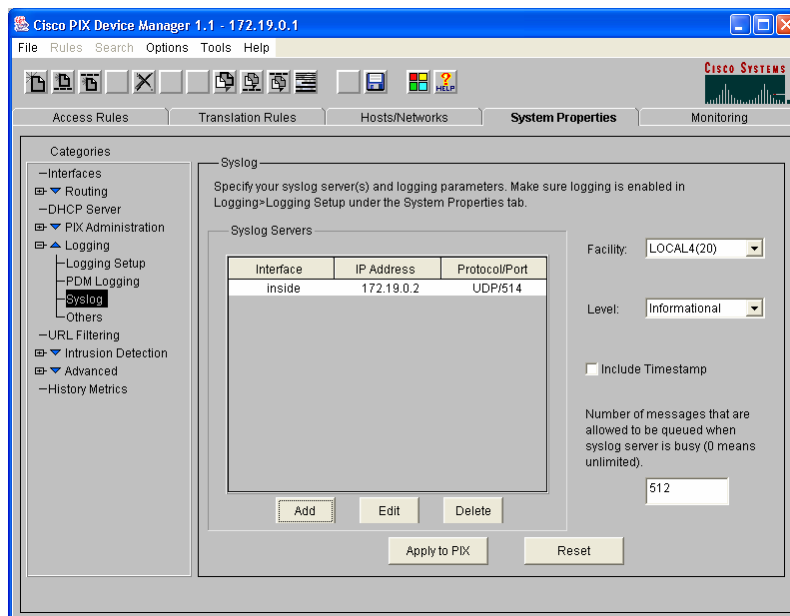 Cisco PIX Device Manager 1.1 - 172.19.0.1
File Rules Search Options Tools Help
HELP
CISCO SYSTEMS
Access Rules Translation Rules Hosts/Networks System Properties Monitoring
Categories
Interfaces
Routing
DHCP Server
PIX Administration
Logging
Logging Setup
PDM Logging
Syslog
Others
URL Filtering
Intrusion Detection
Advanced
History Metrics
Syslog
Specify your syslog server(s) and logging parameters. Make sure logging is enabled in
Logging>Logging Setup under the System Properties tab.
Syslog Servers
Interface IP Address Protocol/Port
inside 172.19.0.2 UDP/514
Add Edit Delete
Facility: LOCAL4(20)
Level: Informational
Include Timestamp
Number of messages that are
allowed to be queued when
syslog server is busy (0 means
unlimited).
512
Apply to PIX Reset